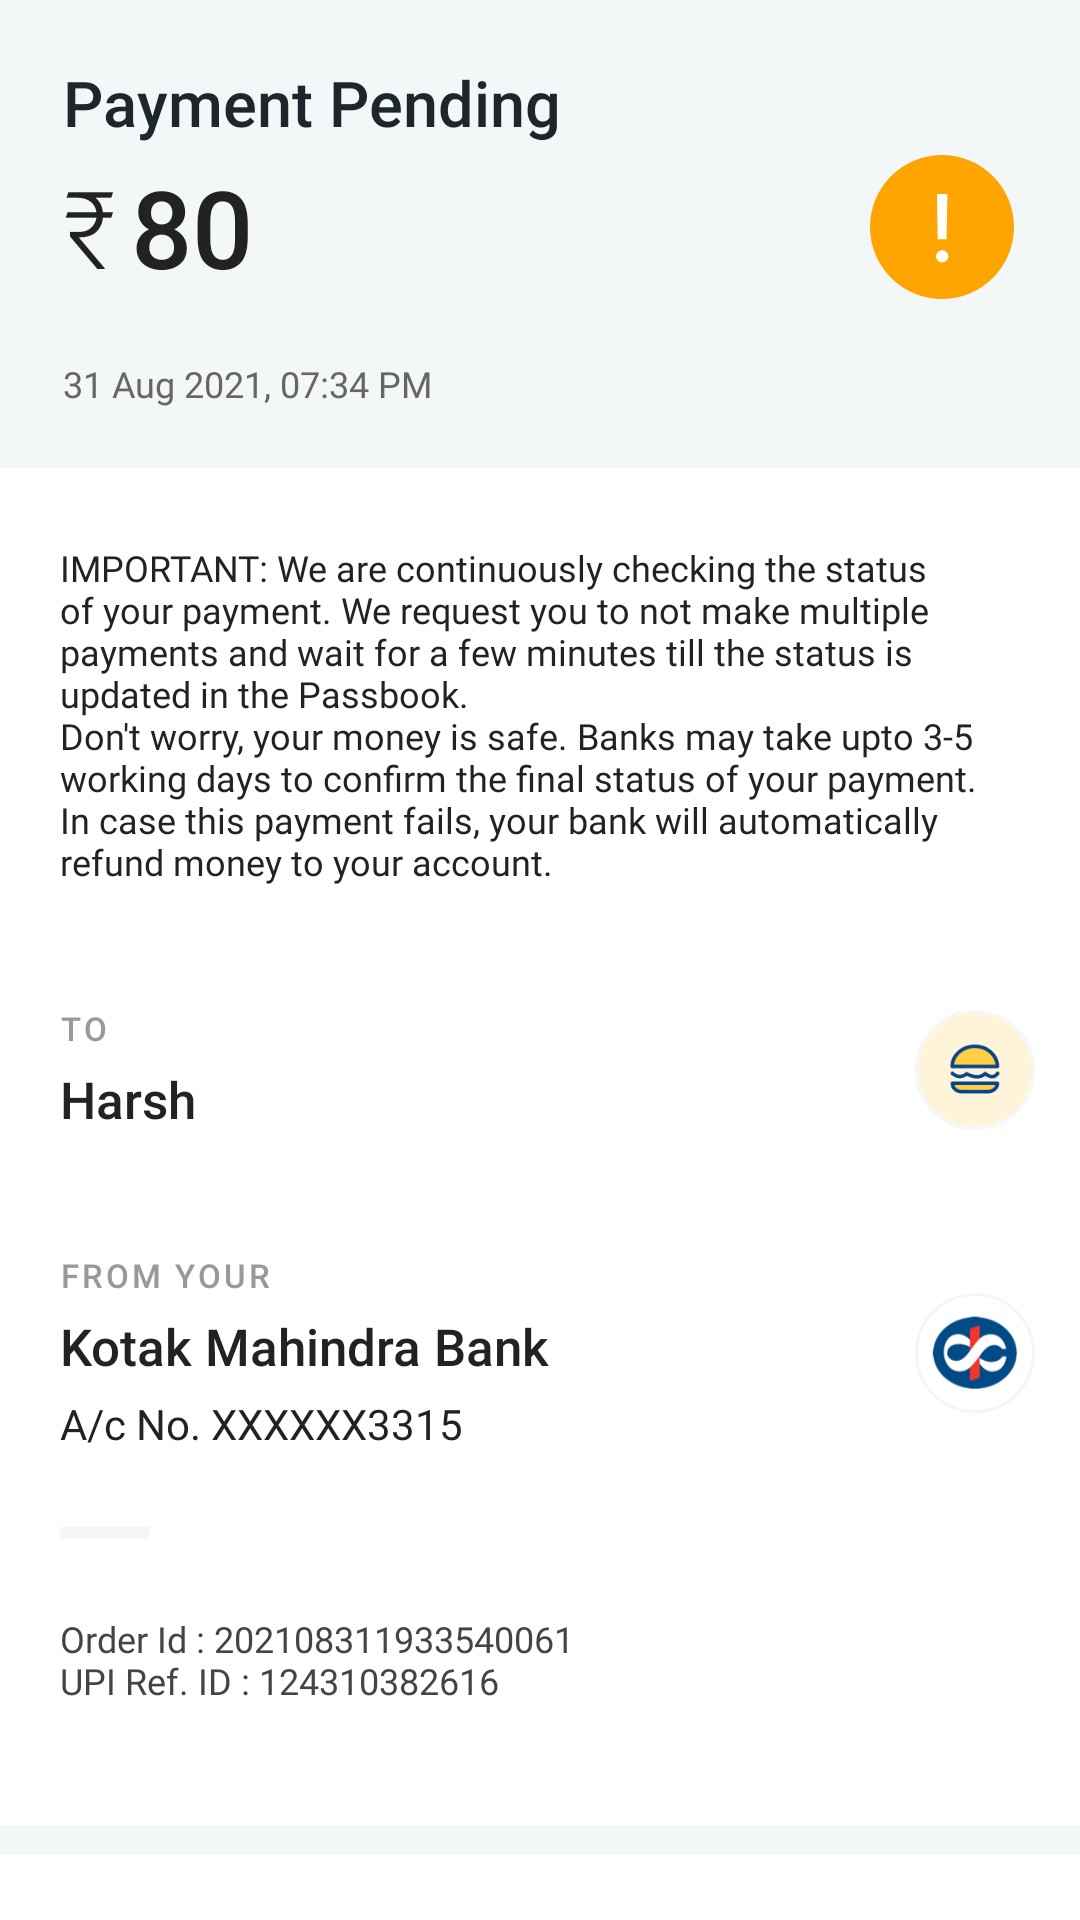 Payment Pending
₹80
31 Aug 2021, 07:34 PM
IMPORTANT: We are continuously checking the status
of your payment. We request you to not make multiple
payments and wait for a few minutes till the status is
updated in the Passbook.
Don't worry, your money is safe. Banks may take upto 3-5
working days to confirm the final status of your payment.
In case this payment fails, your bank will automatically
refund money to your account.
TO
Harsh
FROM YOUR
Kotak Mahindra Bank
A/c No. XXXXXX3315
Order Id : 202108311933540061
UPI Ref. ID : 124310382616